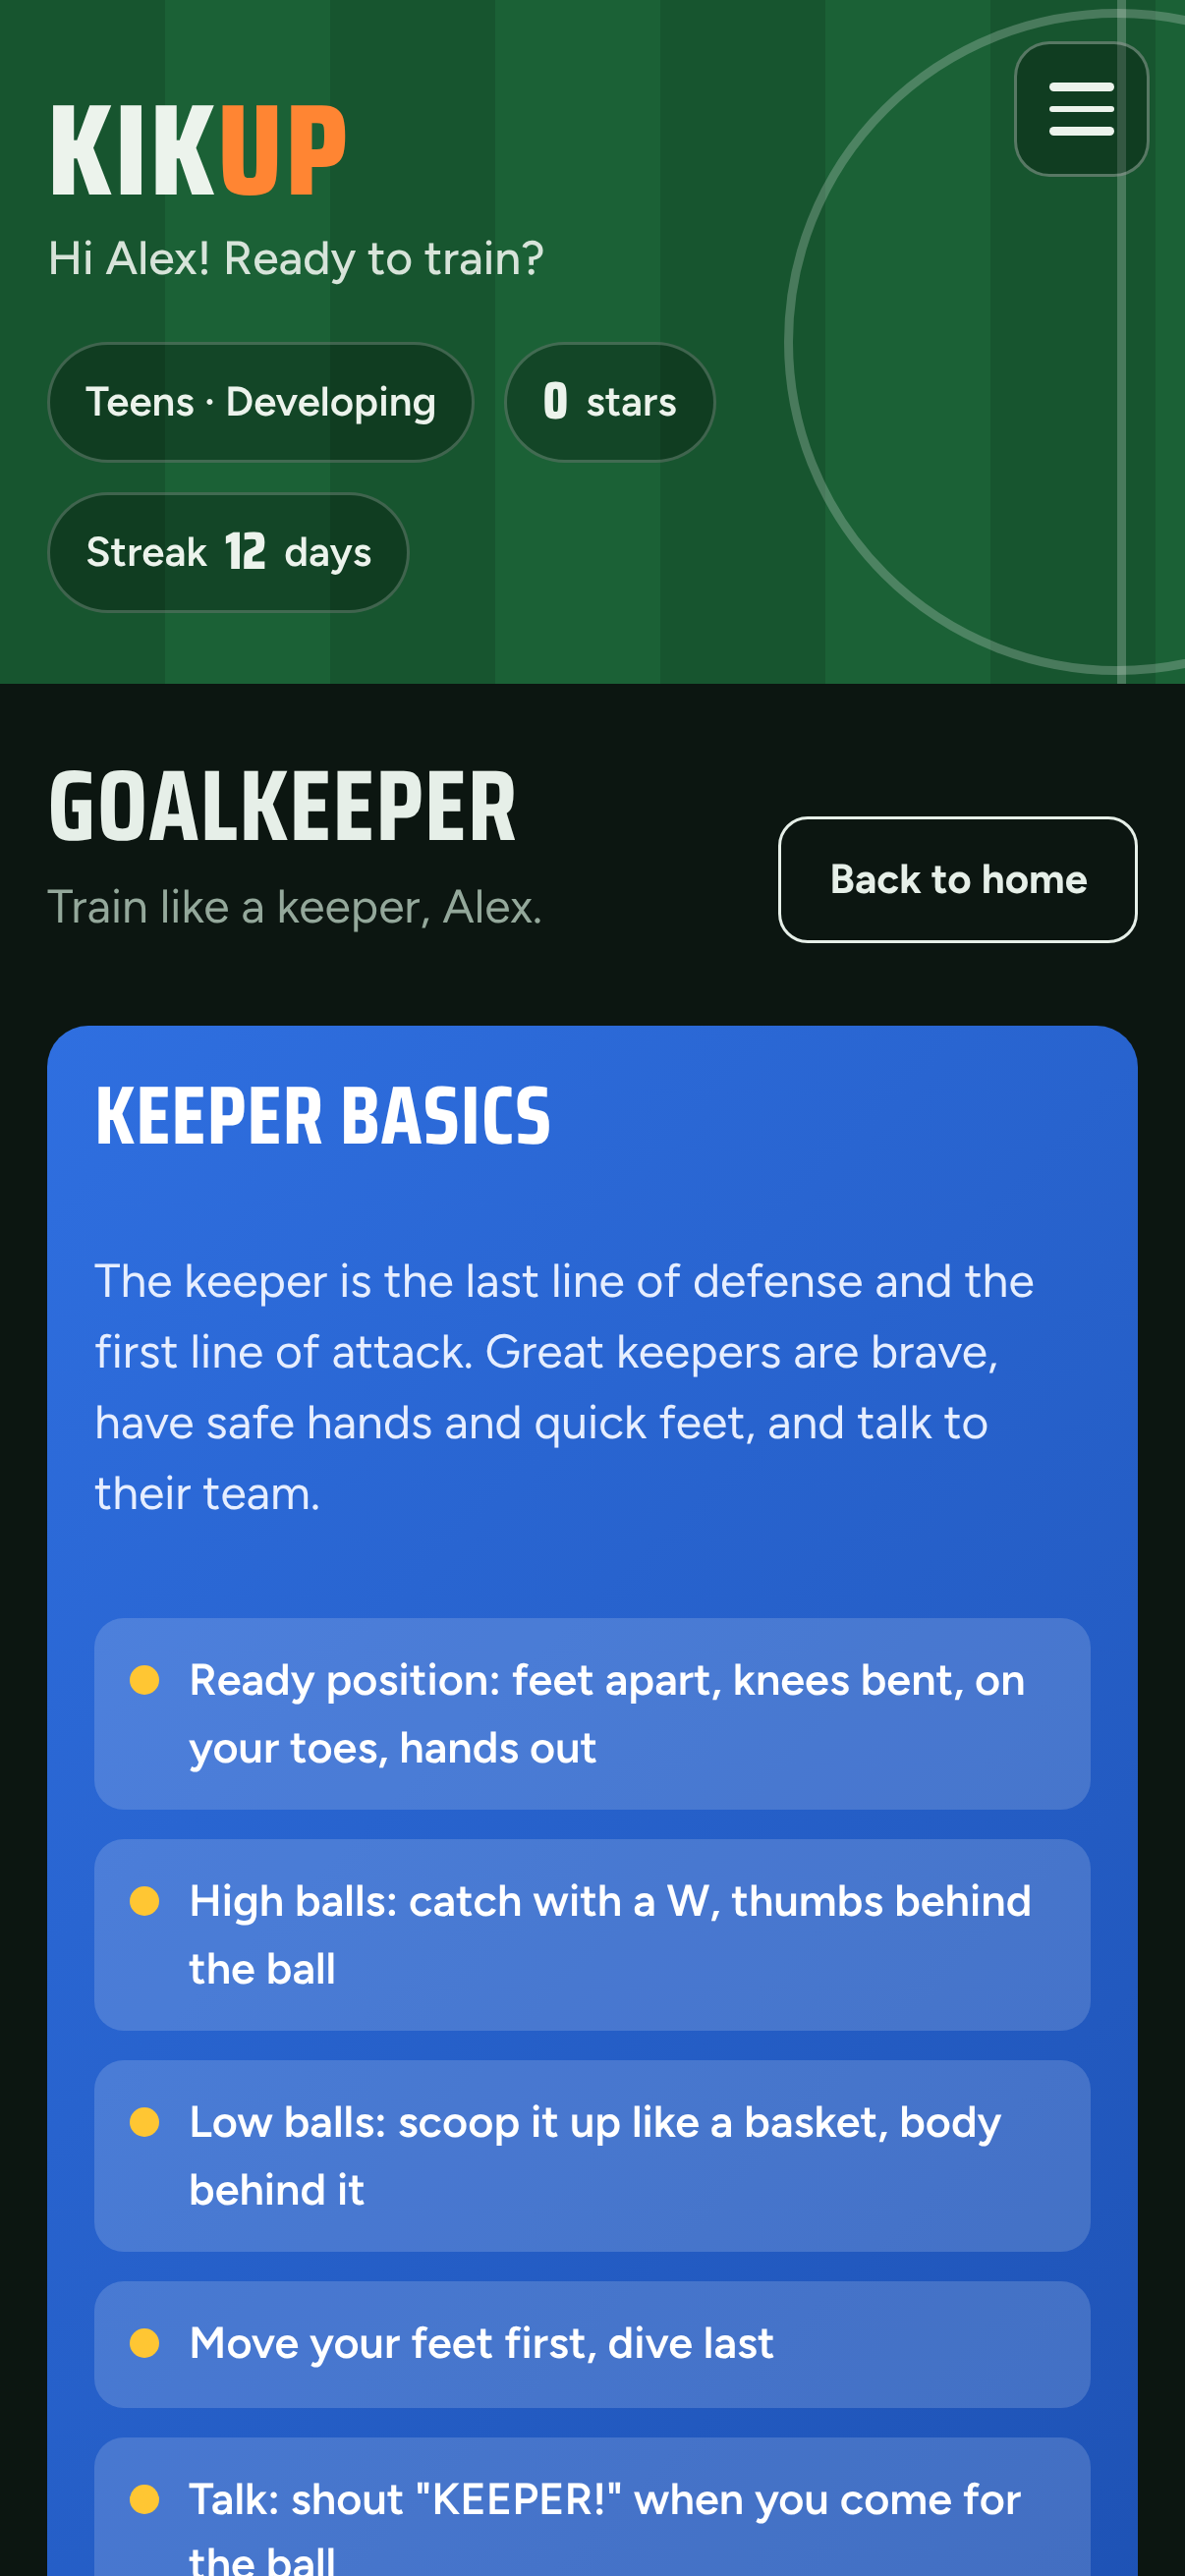 KIKUP
Hi Alex! Ready to train?
Teens · Developing
0 stars
Streak 12 days
GOALKEEPER
Train like a keeper, Alex.
Back to home
KEEPER BASICS
The keeper is the last line of defense and the
first line of attack. Great keepers are brave,
have safe hands and quick feet, and talk to
their team.
Ready position: feet apart, knees bent, on
your toes, hands out
High balls: catch with a W, thumbs behind
the ball
Low balls: scoop it up like a basket, body
behind it
Move your feet first, dive last
Talk: shout "KEEPER!" when you come for
the ball